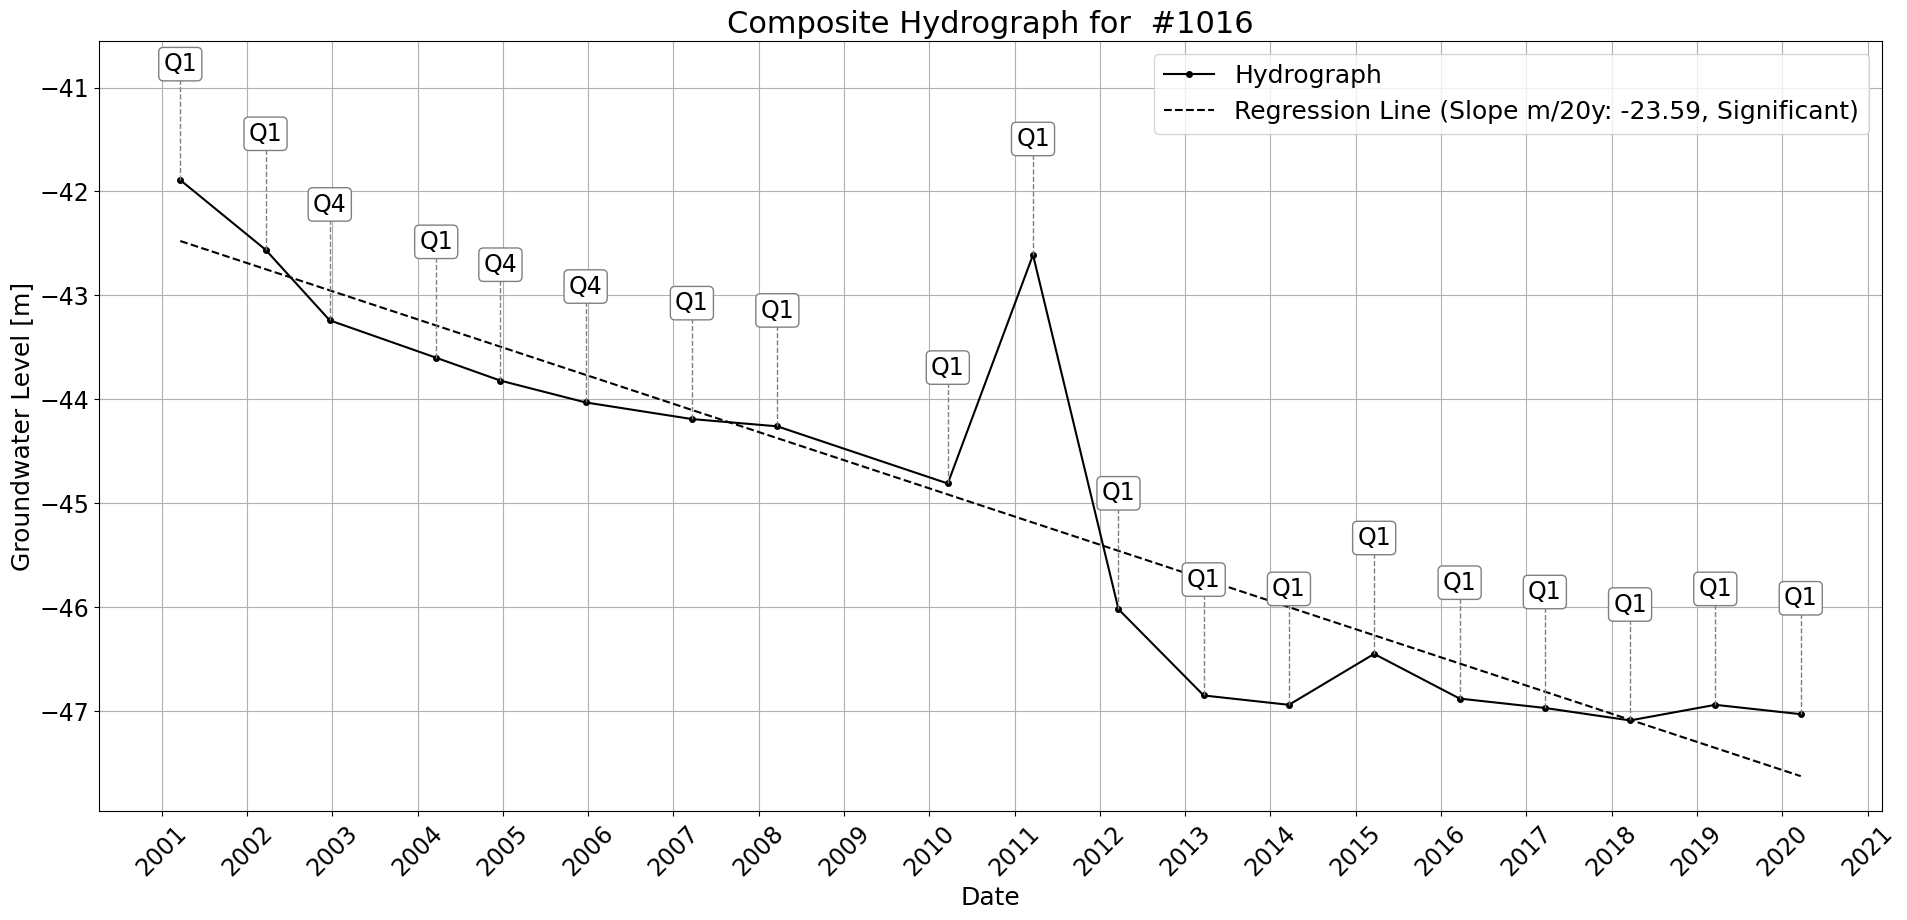 Composite Hydrograph for  #1016
Hydrograph
Regression Line (Slope m/20y: -23.59, Significant)
Q1
Q1
Q4
Q1
Q4
Q4
Q1
Q1
Q1
Q1
Q1
Q1
Q1
Q1
Q1
Q1
Q1
Q1
Q1
Groundwater Level [m]
−41
−42
−43
−44
−45
−46
−47
2001
2002
2003
2004
2005
2006
2007
2008
2009
2010
2011
2012
2013
2014
2015
2016
2017
2018
2019
2020
2021
Date